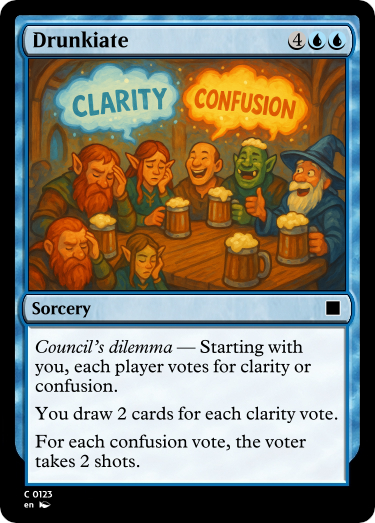 Drunkiate 4
CLARITY CONFUSION
Sorcery
Council's dilemma — Starting with
you, each player votes for clarity or
confusion.
You draw 2 cards for each clarity vote.
For each confusion vote, the voter
takes 2 shots.
C 0123
en